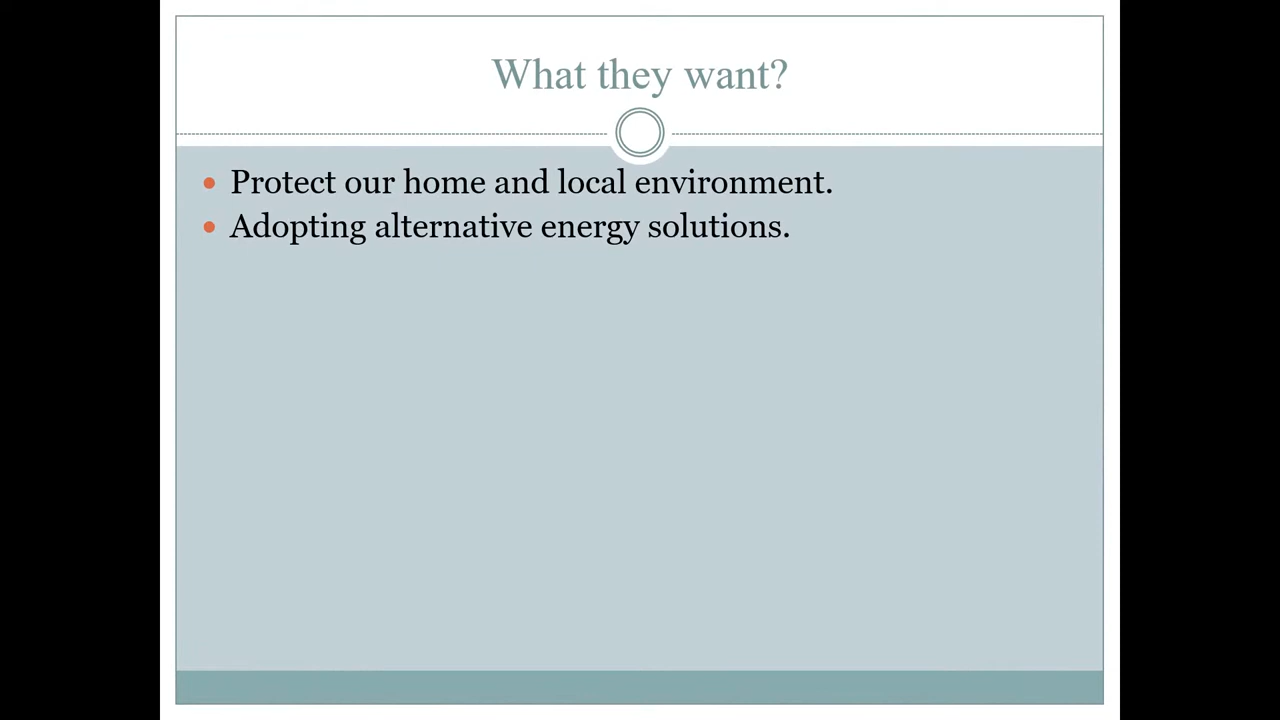 What they want?
Protect our home and local environment.
Adopting alternative energy solutions.